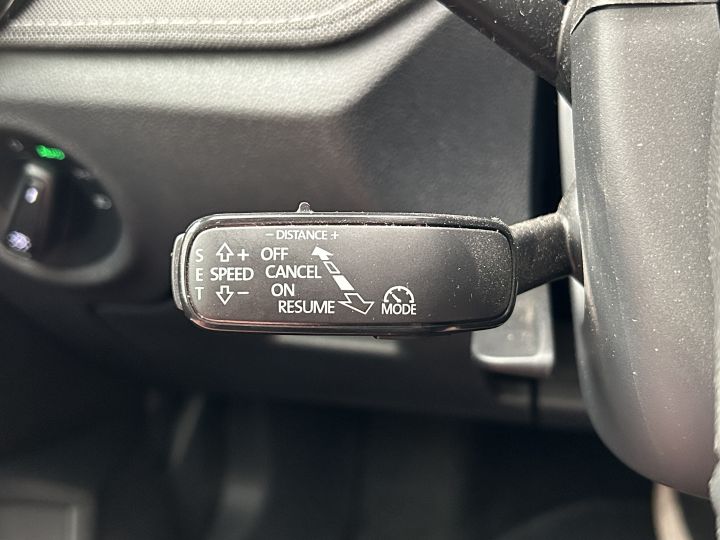 − DISTANCE +
S + OFF
E SPEED CANCEL
T − ON
RESUME MODE